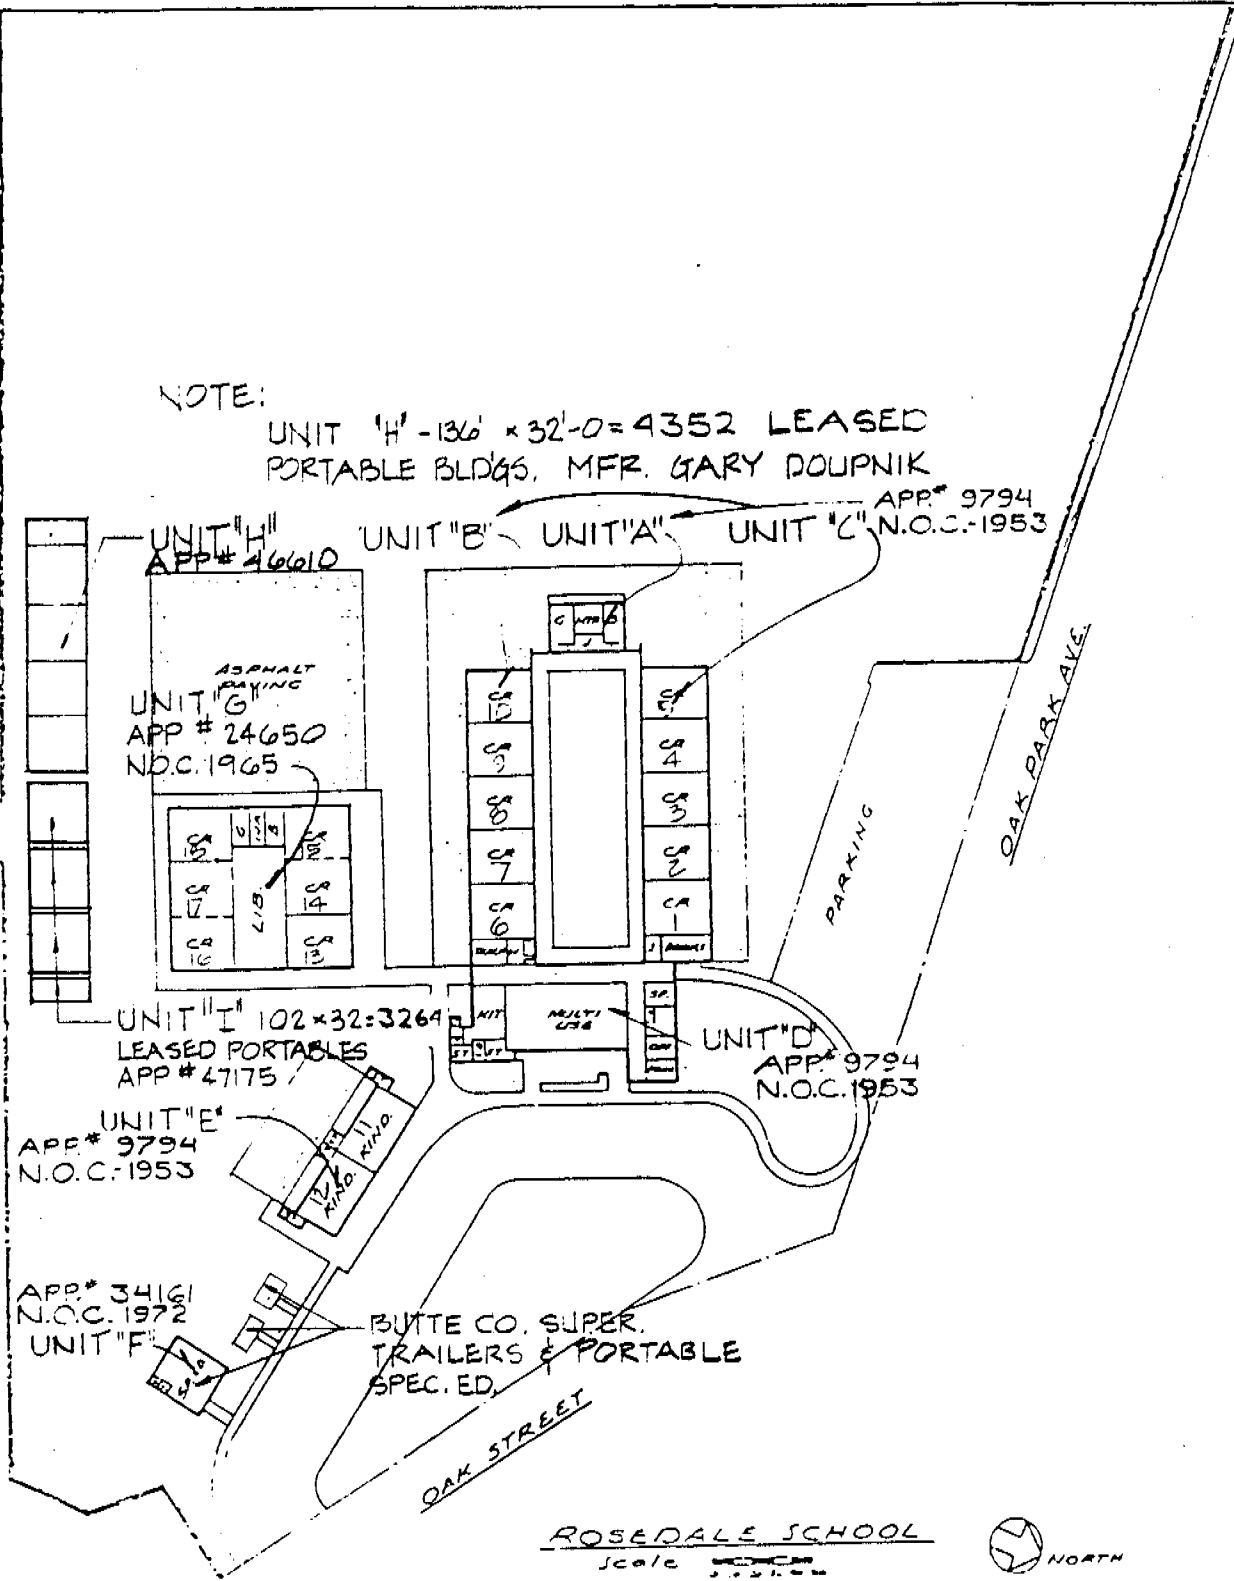 NOTE:
UNIT "H" - 136' x 32'-0 = 4352 LEASED
PORTABLE BLD'GS. MFR. GARY DOUPNIK
APP.# 9794
N.O.C.-1953
UNIT "H"
APP # 46610
UNIT "B"
UNIT "A"
UNIT "C"
ASPHALT
PAVING
UNIT "G"
APP # 24650
N.O.C. 1965
CR
10
CR
9
CR
8
CR
7
CR
6
CR
CR
4
CR
3
CR
2
CR
1
CR
15
CR
17
CR
16
LIB.
CR
CR
14
CR
13
PARKING
OAK PARK AVE.
KIT
MULTI
USE
UNIT "D"
APP.# 9794
N.O.C. 1953
UNIT "I" 102 x 32 = 3264
LEASED PORTABLES
APP # 47175
UNIT "E"
APP.# 9794
N.O.C.-1953
11
KIND.
12
KIND.
APP.# 34161
N.O.C. 1972
UNIT "F"
BUTTE CO. SUPER.
TRAILERS & PORTABLE
SPEC. ED.
OAK STREET
ROSEDALE SCHOOL
Scale
NORTH